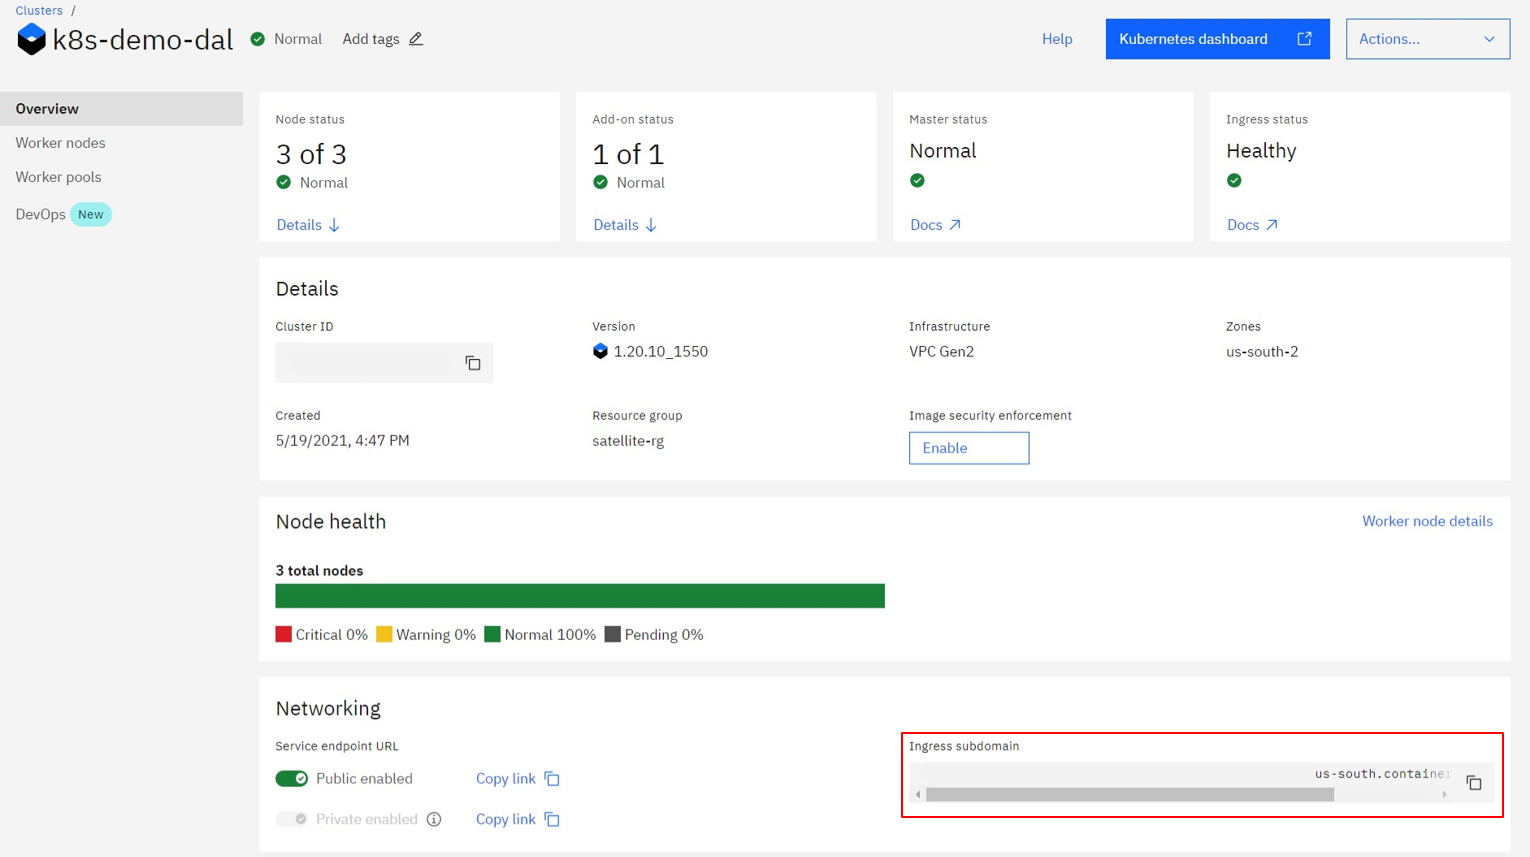 Clusters /
k8s-demo-dal Normal Add tags Help Kubernetes dashboard Actions...
Overview
Worker nodes
Worker pools
DevOps New
Node status
3 of 3
Normal
Details
Add-on status
1 of 1
Normal
Details
Master status
Normal
Docs
Ingress status
Healthy
Docs
Details
Cluster ID
Version
1.20.10_1550
Infrastructure
VPC Gen2
Zones
us-south-2
Created
5/19/2021, 4:47 PM
Resource group
satellite-rg
Image security enforcement
Enable
Node health Worker node details
3 total nodes
Critical 0% Warning 0% Normal 100% Pending 0%
Networking
Service endpoint URL
Public enabled Copy link
Private enabled Copy link
Ingress subdomain
us-south.container